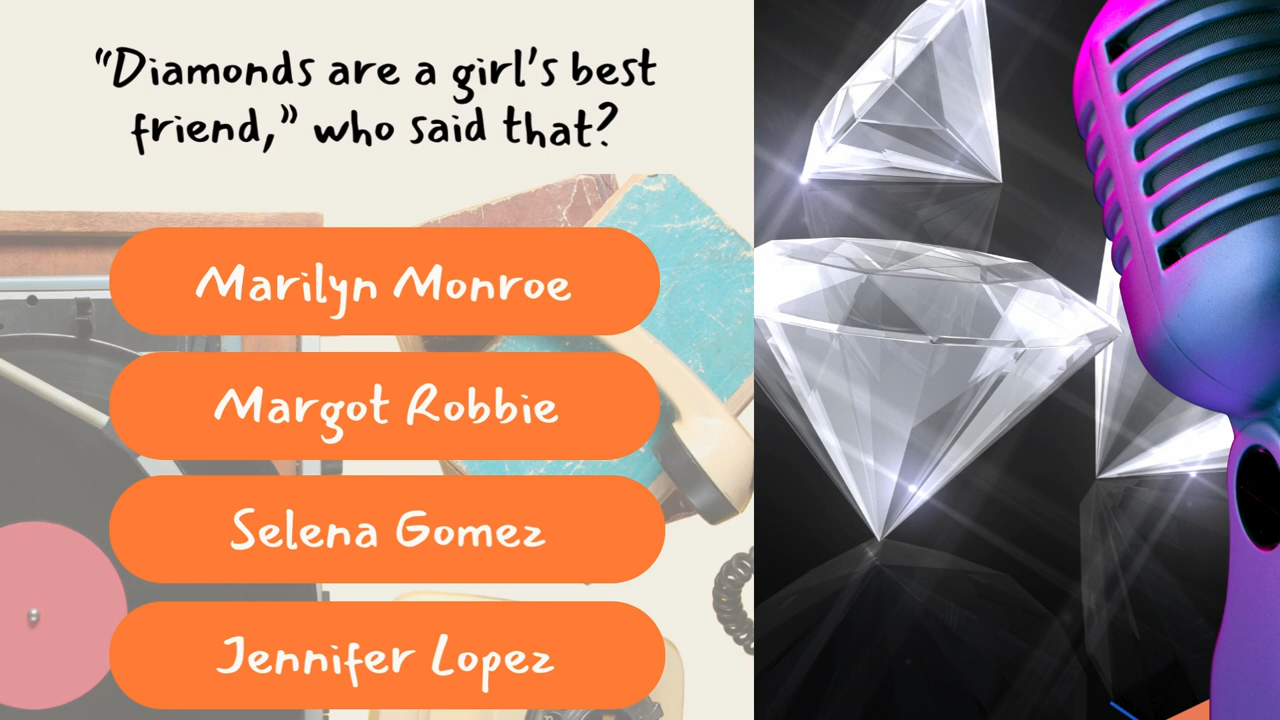 “Diamonds are a girl’s best
friend,” who said that?
Marilyn Monroe
Margot Robbie
Selena Gomez
Jennifer Lopez